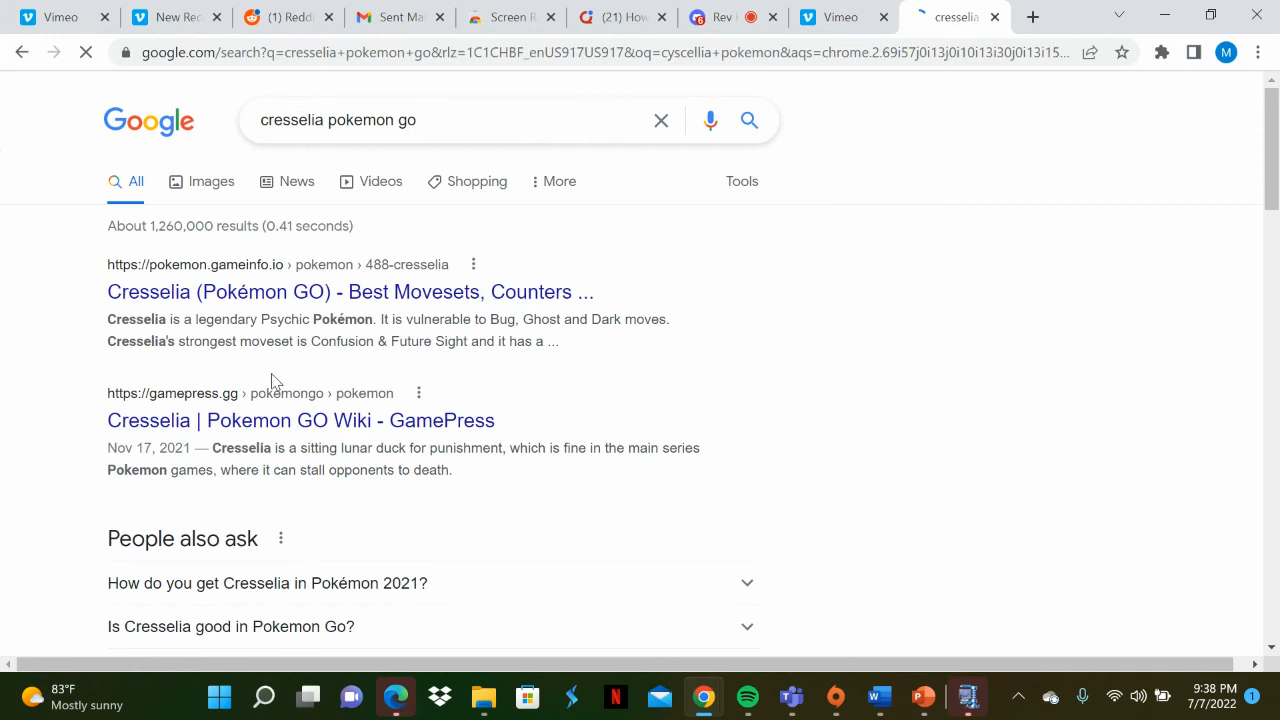 Vimeo
New Rec
(1) Redd
Sent Ma
Screen R
(21) How
Rev
Vimeo
cresselia
google.com/search?q=cresselia+pokemon+go&rlz=1C1CHBF_enUS917US917&oq=cyscellia+pokemon&aqs=chrome.2.69i57j0i13j0i10i13i30j0i13i15...
M
Google
cresselia pokemon go
All
Images
News
Videos
Shopping
More
Tools
About 1,260,000 results (0.41 seconds)
https://pokemon.gameinfo.io › pokemon › 488-cresselia
Cresselia (Pokémon GO) - Best Movesets, Counters ...
Cresselia is a legendary Psychic Pokémon. It is vulnerable to Bug, Ghost and Dark moves.
Cresselia's strongest moveset is Confusion & Future Sight and it has a ...
https://gamepress.gg › pokemongo › pokemon
Cresselia | Pokemon GO Wiki - GamePress
Nov 17, 2021 — Cresselia is a sitting lunar duck for punishment, which is fine in the main series
Pokemon games, where it can stall opponents to death.
People also ask
How do you get Cresselia in Pokémon 2021?
Is Cresselia good in Pokemon Go?
83°F
Mostly sunny
9:38 PM
7/7/2022
1